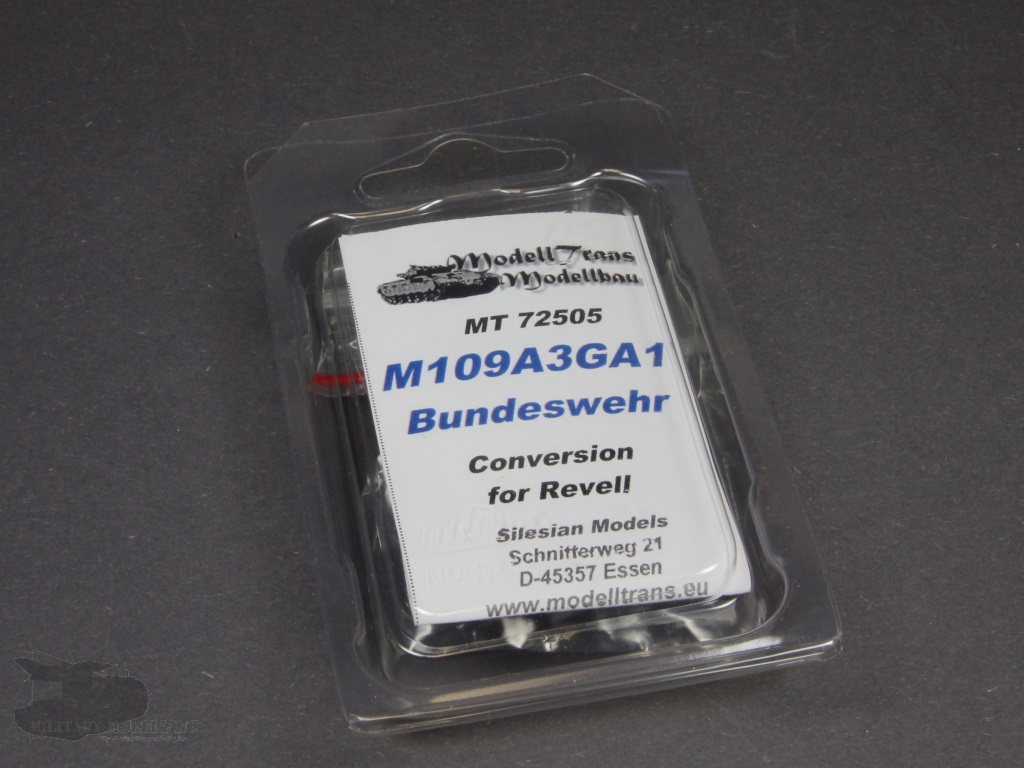 ModellTrans
Modellbau
MT 72505
M109A3GA1
Bundeswehr
Conversion
for Revell
Silesian Models
Schnitterweg 21
D-45357 Essen
www.modelltrans.eu